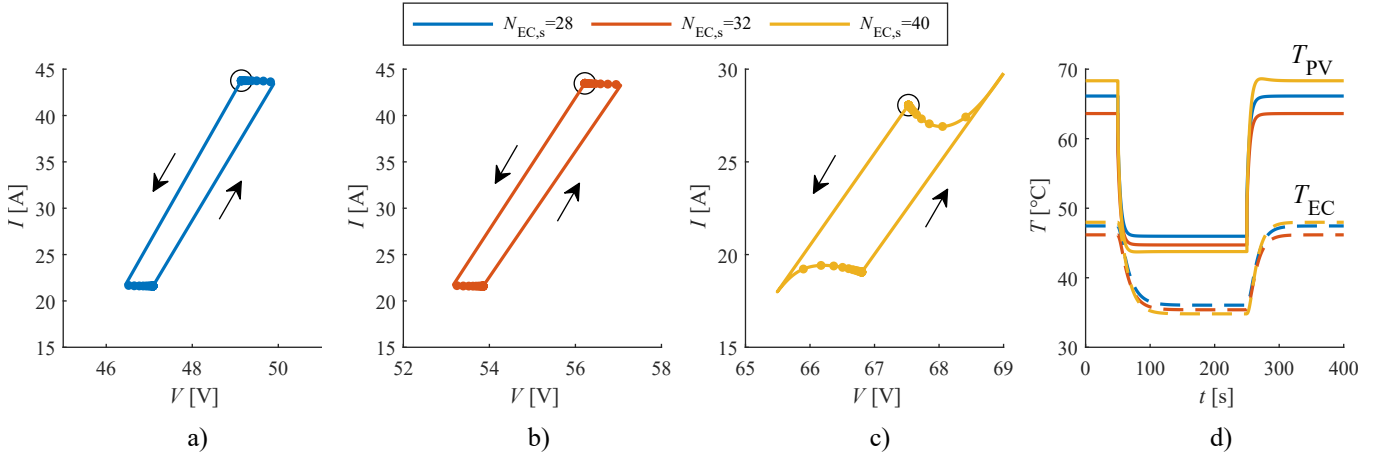 N_EC,s=28 N_EC,s=32 N_EC,s=40
45
40
35
30
25
20
15
46 48 50
I [A]
V [V]
a)
45
40
35
30
25
20
15
52 54 56 58
I [A]
V [V]
b)
30
25
20
15
65 66 67 68 69
I [A]
V [V]
c)
T_PV
T_EC
70
60
50
40
30
0 100 200 300 400
T [°C]
t [s]
d)